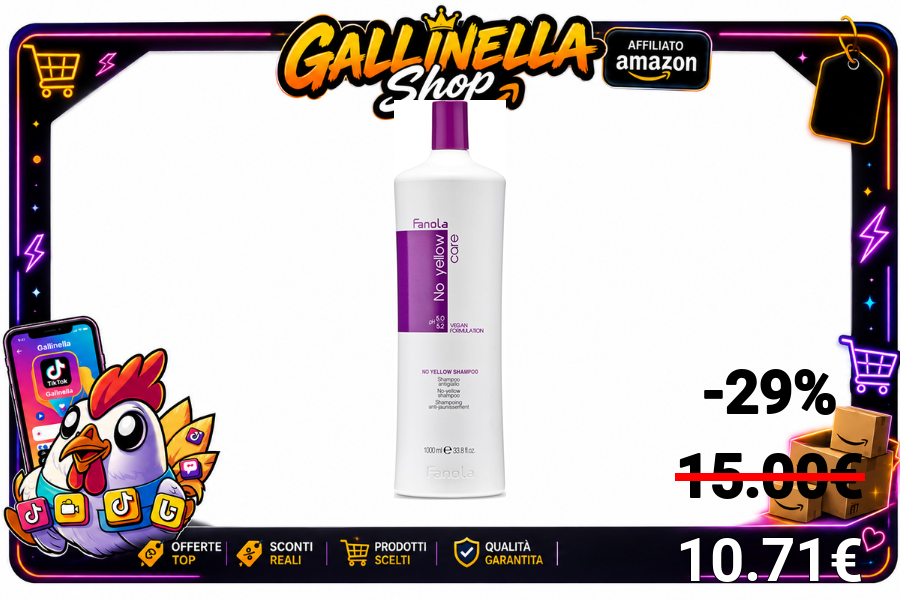 GALLINELLA
Shop
AFFILIATO
amazon
Fanola
No yellow
care
pH 5.0
5.2
VEGAN
FORMULATION
NO YELLOW SHAMPOO
Shampoo
antigiallo
No-yellow
shampoo
Shampooing
anti-jaunissement
1000 ml ℮ 33.8 fl.oz.
Fanola
Gallinella
TikTok
Gallinella
-29%
15.00€
10.71€
OFFERTE
TOP
SCONTI
REALI
PRODOTTI
SCELTI
QUALITÀ
GARANTITA